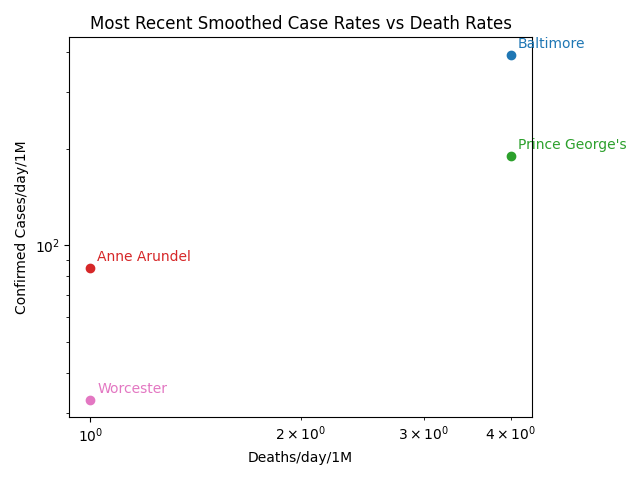 Most Recent Smoothed Case Rates vs Death Rates
Baltimore
Prince George's
Anne Arundel
Worcester
Confirmed Cases/day/1M
10²
10⁰
2 × 10⁰
3 × 10⁰
4 × 10⁰
Deaths/day/1M